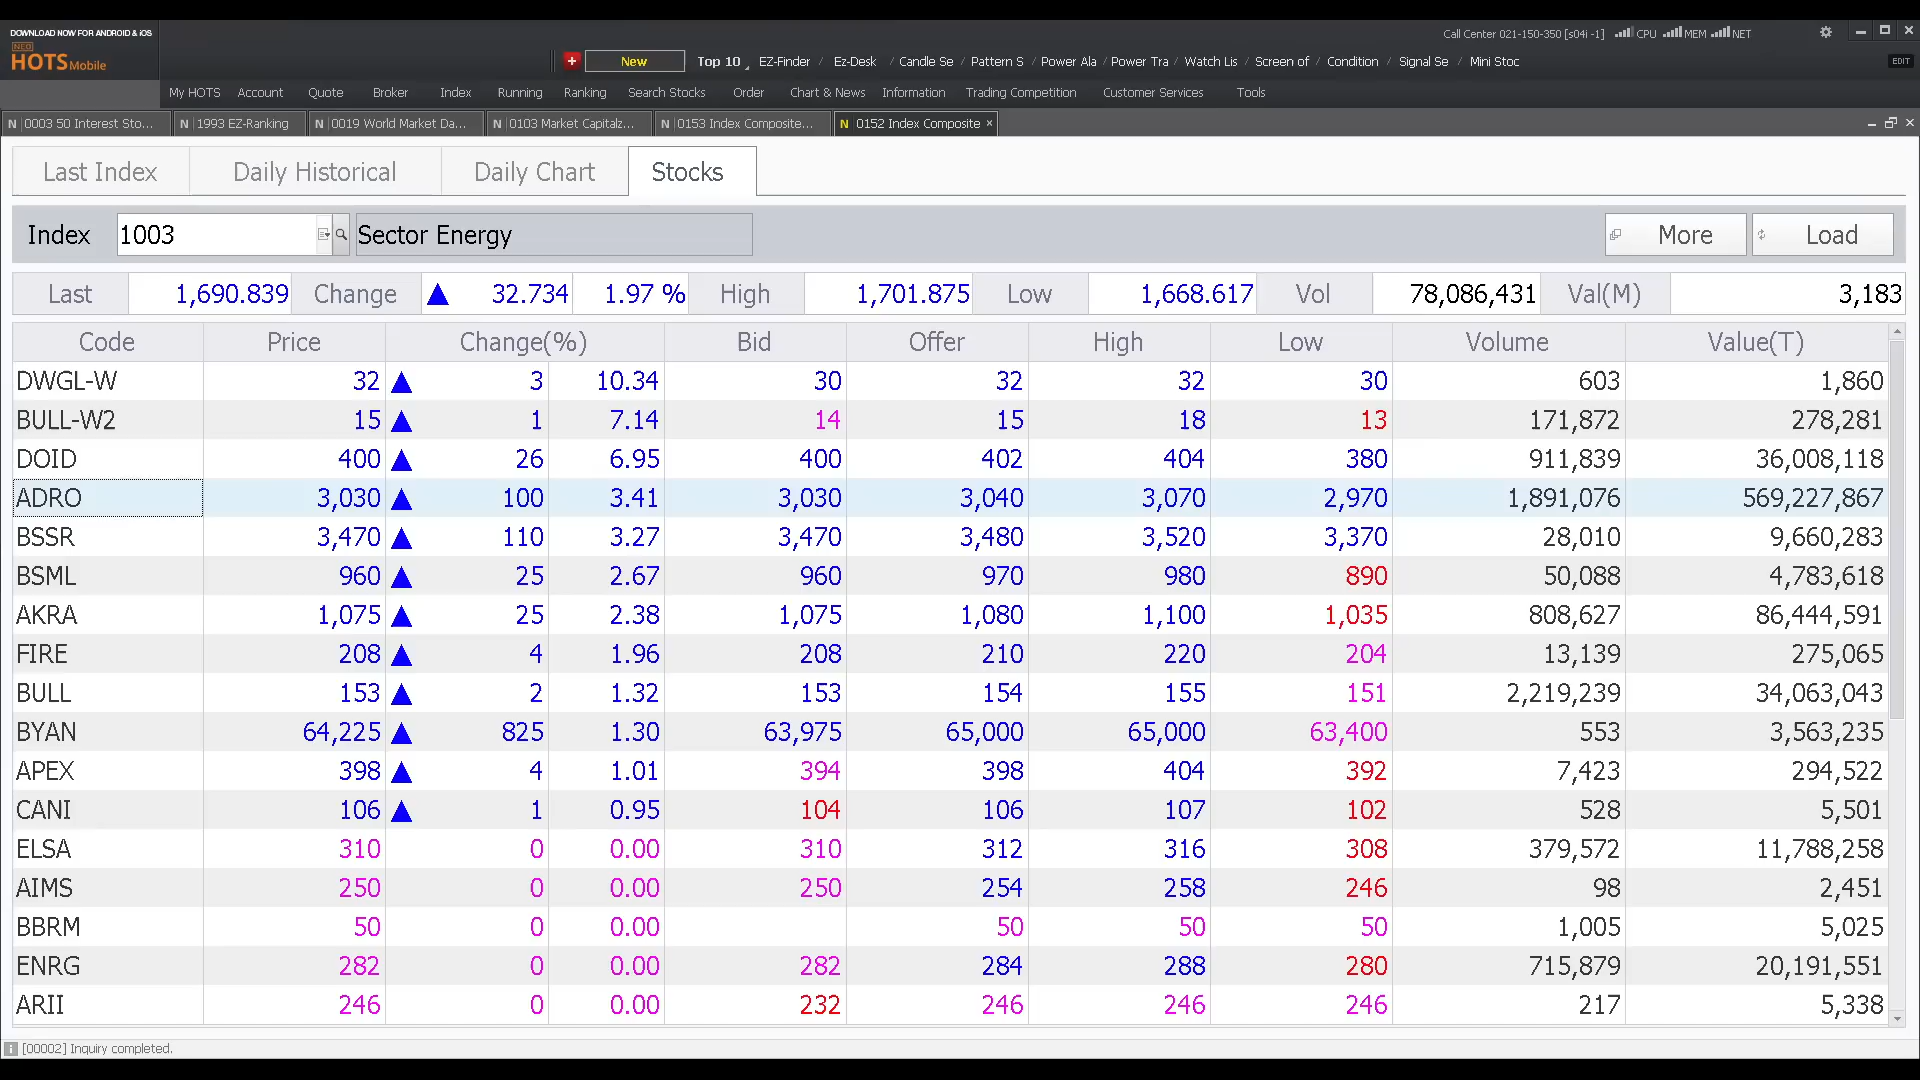 DOWNLOAD NOW FOR ANDROID & iOS
NEO
HOTS Mobile
Call Center 021-150-350 [s04i -1] CPU MEM NET
New Top 10 EZ-Finder / Ez-Desk / Candle Se / Pattern S / Power Ala / Power Tra / Watch Lis / Screen of / Condition / Signal Se / Mini Stoc EDIT
My HOTS Account Quote Broker Index Running Ranking Search Stocks Order Chart & News Information Trading Competition Customer Services Tools
N 0003 50 Interest Sto... N 1993 EZ-Ranking N 0019 World Market Da... N 0103 Market Capitalz... N 0153 Index Composite... N 0152 Index Composite
Last Index Daily Historical Daily Chart Stocks
Index 1003 Sector Energy More Load
Last 1,690.839 Change ▲ 32.734 1.97 % High 1,701.875 Low 1,668.617 Vol 78,086,431 Val(M) 3,183
Code Price Change(%) Bid Offer High Low Volume Value(T)
DWGL-W 32 ▲ 3 10.34 30 32 32 30 603 1,860
BULL-W2 15 ▲ 1 7.14 14 15 18 13 171,872 278,281
DOID 400 ▲ 26 6.95 400 402 404 380 911,839 36,008,118
ADRO 3,030 ▲ 100 3.41 3,030 3,040 3,070 2,970 1,891,076 569,227,867
BSSR 3,470 ▲ 110 3.27 3,470 3,480 3,520 3,370 28,010 9,660,283
BSML 960 ▲ 25 2.67 960 970 980 890 50,088 4,783,618
AKRA 1,075 ▲ 25 2.38 1,075 1,080 1,100 1,035 808,627 86,444,591
FIRE 208 ▲ 4 1.96 208 210 220 204 13,139 275,065
BULL 153 ▲ 2 1.32 153 154 155 151 2,219,239 34,063,043
BYAN 64,225 ▲ 825 1.30 63,975 65,000 65,000 63,400 553 3,563,235
APEX 398 ▲ 4 1.01 394 398 404 392 7,423 294,522
CANI 106 ▲ 1 0.95 104 106 107 102 528 5,501
ELSA 310 0 0.00 310 312 316 308 379,572 11,788,258
AIMS 250 0 0.00 250 254 258 246 98 2,451
BBRM 50 0 0.00 50 50 50 1,005 5,025
ENRG 282 0 0.00 282 284 288 280 715,879 20,191,551
ARII 246 0 0.00 232 246 246 246 217 5,338
[00002] Inquiry completed.